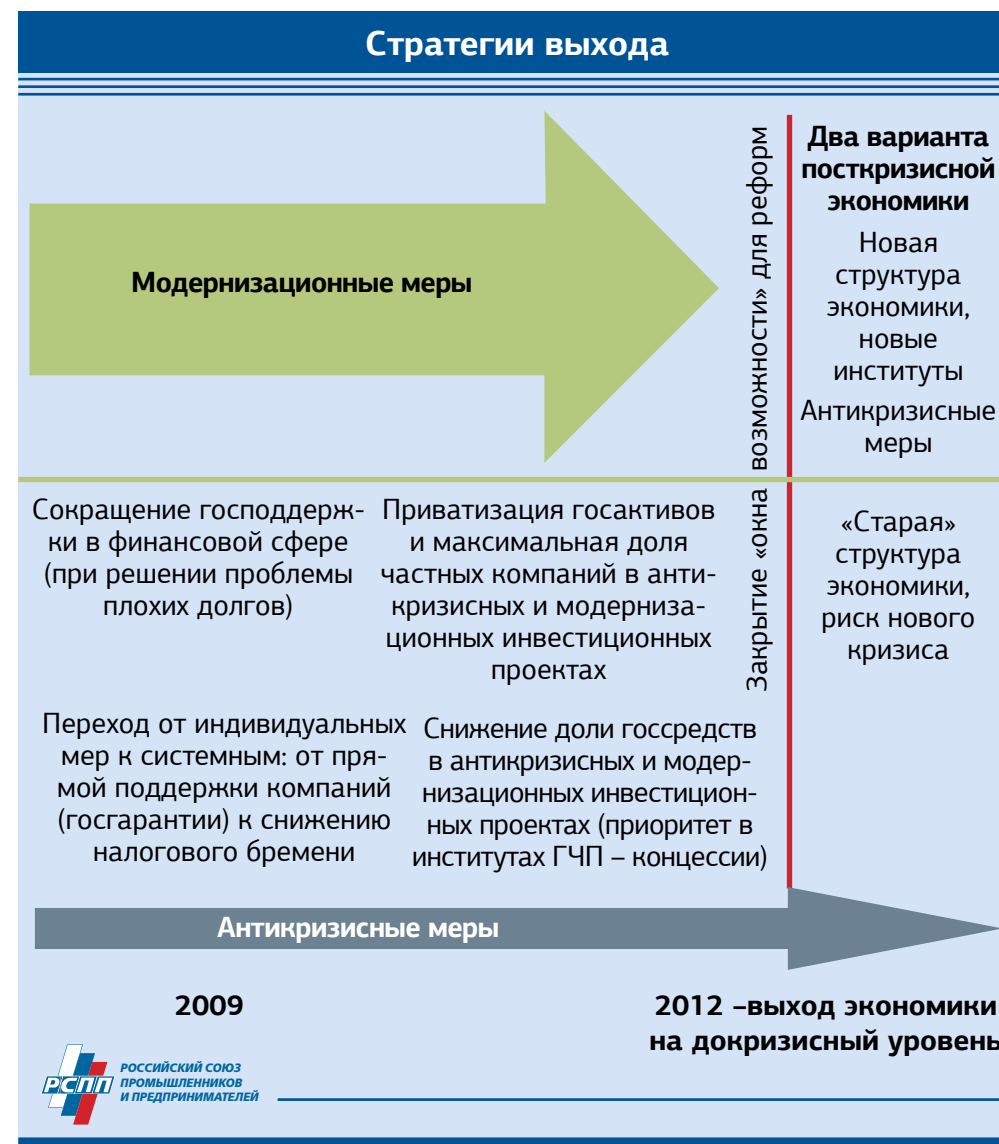 Стратегии выхода
Модернизационные меры
Закрытие «окна возможности» для реформ
Два варианта
посткризисной
экономики
Новая
структура
экономики,
новые
институты
Антикризисные
меры
Сокращение господдерж-
ки в финансовой сфере
(при решении проблемы
плохих долгов)
Приватизация госактивов
и максимальная доля
частных компаний в анти-
кризисных и модерниза-
ционных инвестиционных
проектах
«Старая»
структура
экономики,
риск нового
кризиса
Переход от индивидуальных
мер к системным: от пря-
мой поддержки компаний
(госгарантии) к снижению
налогового бремени
Снижение доли госсредств
в антикризисных и модер-
низационных инвестицион-
ных проектах (приоритет в
институтах ГЧП – концессии)
Антикризисные меры
2009
2012 –выход экономики
на докризисный уровень
РСПП
РОССИЙСКИЙ СОЮЗ
ПРОМЫШЛЕННИКОВ
И ПРЕДПРИНИМАТЕЛЕЙ